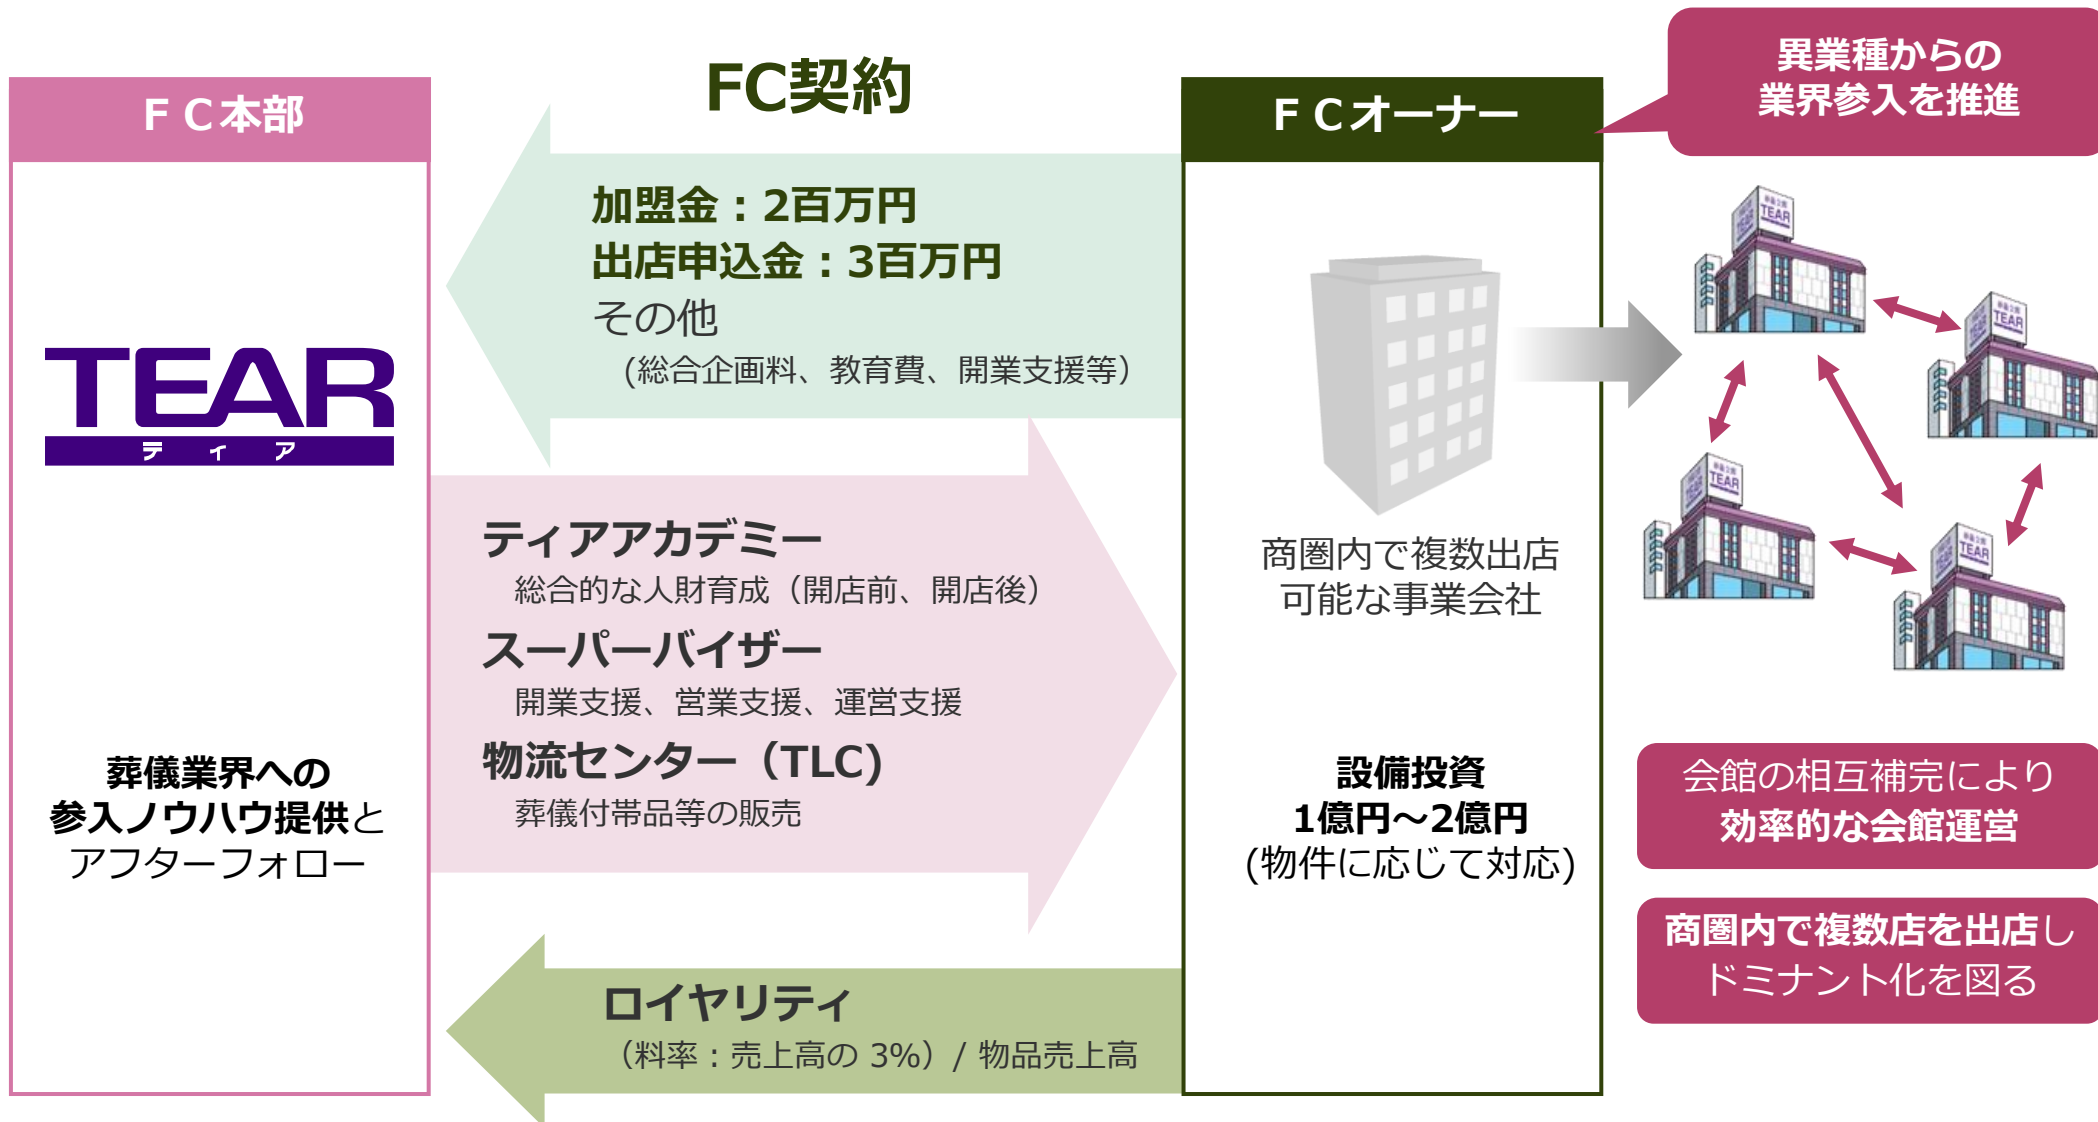 FC契約
ＦＣ本部
TEAR
ティア
葬儀業界への
参入ノウハウ提供と
アフターフォロー
加盟金：2百万円
出店申込金：3百万円
その他
(総合企画料、教育費、開業支援等）
ティアアカデミー
総合的な人財育成（開店前、開店後）
スーパーバイザー
開業支援、営業支援、運営支援
物流センター（TLC)
葬儀付帯品等の販売
ロイヤリティ
（料率：売上高の 3%）/ 物品売上高
ＦＣオーナー
商圏内で複数出店
可能な事業会社
設備投資
1億円～2億円
(物件に応じて対応)
異業種からの
業界参入を推進
TEAR
TEAR
TEAR
TEAR
会館の相互補完により
効率的な会館運営
商圏内で複数店を出店し
ドミナント化を図る